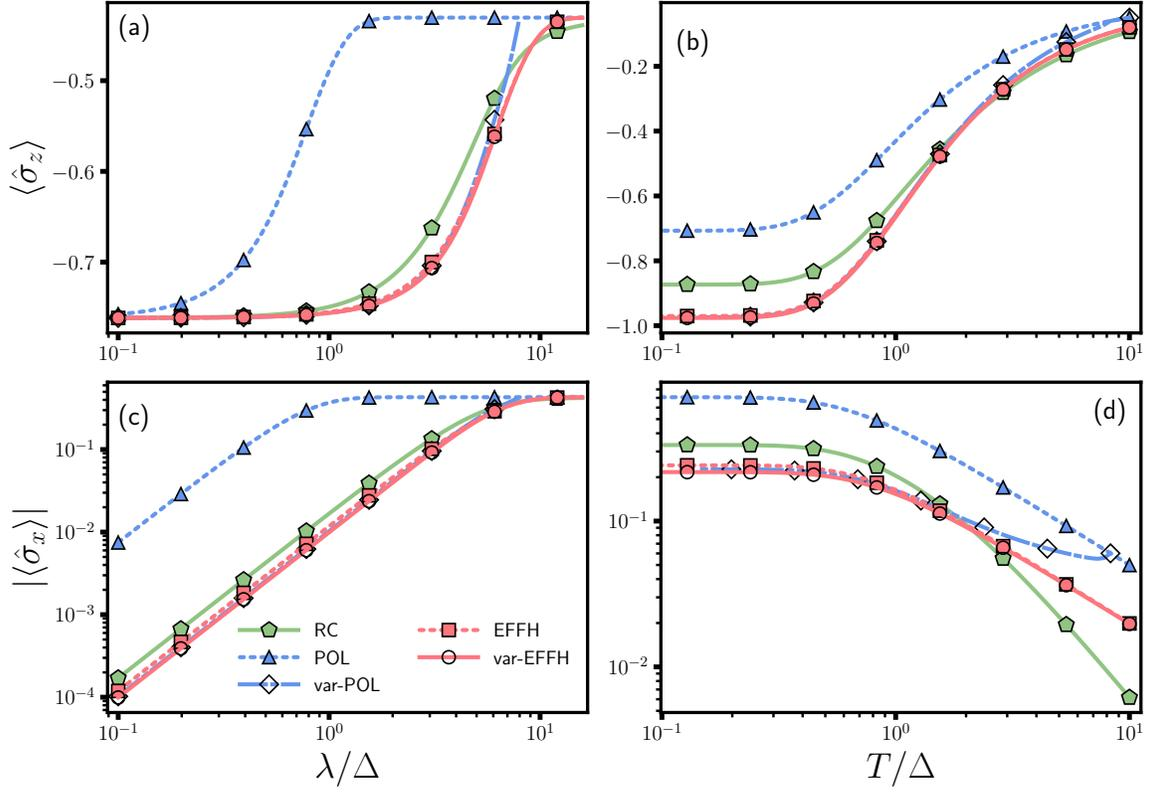 (a)
(b)
⟨σ̂_z⟩
−0.5
−0.6
−0.7
10^{-1}
10^0
10^1
−0.2
−0.4
−0.6
−0.8
−1.0
10^{-1}
10^0
10^1
(c)
(d)
|⟨σ̂_x⟩|
10^{-1}
10^{-2}
10^{-3}
10^{-4}
RC
POL
var-POL
EFFH
var-EFFH
10^{-1}
10^0
10^1
λ/Δ
10^{-1}
10^{-2}
10^{-1}
10^0
10^1
T/Δ